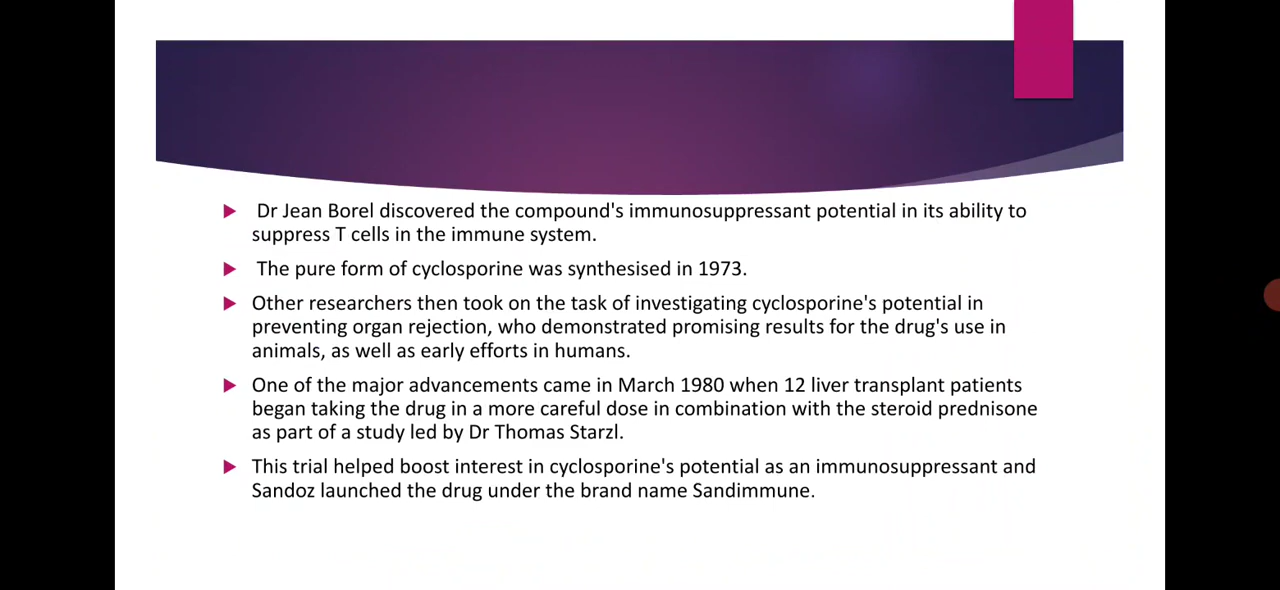 Dr Jean Borel discovered the compound's immunosuppressant potential in its ability to
suppress T cells in the immune system.
The pure form of cyclosporine was synthesised in 1973.
Other researchers then took on the task of investigating cyclosporine's potential in
preventing organ rejection, who demonstrated promising results for the drug's use in
animals, as well as early efforts in humans.
One of the major advancements came in March 1980 when 12 liver transplant patients
began taking the drug in a more careful dose in combination with the steroid prednisone
as part of a study led by Dr Thomas Starzl.
This trial helped boost interest in cyclosporine's potential as an immunosuppressant and
Sandoz launched the drug under the brand name Sandimmune.